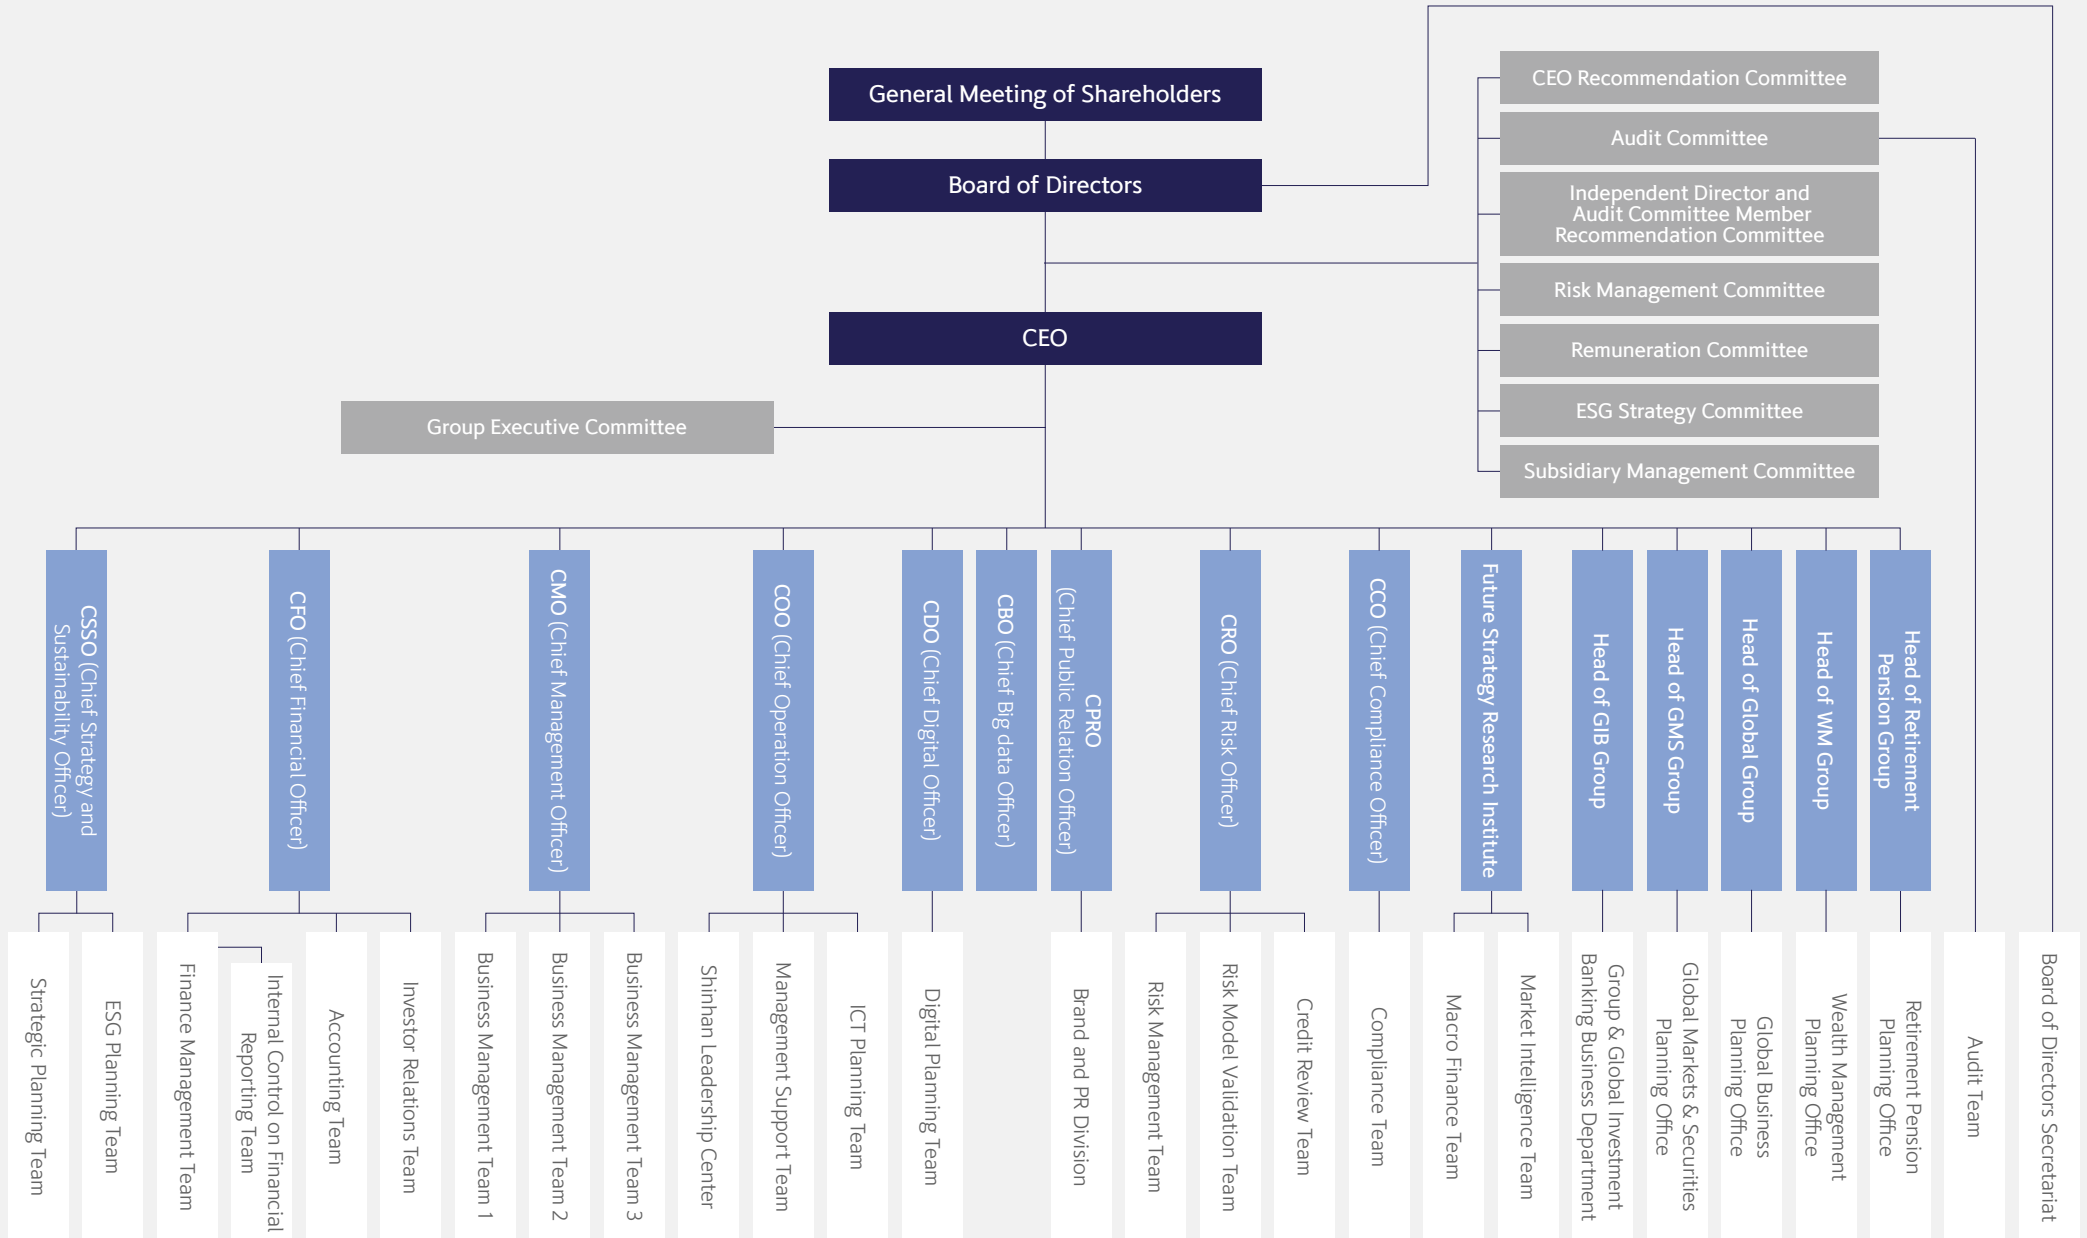 General Meeting of Shareholders
Board of Directors
CEO
Group Executive Committee
CEO Recommendation Committee
Audit Committee
Independent Director and
Audit Committee Member
Recommendation Committee
Risk Management Committee
Remuneration Committee
ESG Strategy Committee
Subsidiary Management Committee
CSSO (Chief Strategy and
Sustainability Officer)
CFO (Chief Financial Officer)
CMO (Chief Management Officer)
COO (Chief Operation Officer)
CDO (Chief Digital Officer)
CBO (Chief Big data Officer)
CPRO
(Chief Public Relation Officer)
CRO (Chief Risk Officer)
CCO (Chief Compliance Officer)
Future Strategy Research Institute
Head of GIB Group
Head of GMS Group
Head of Global Group
Head of WM Group
Head of Retirement
Pension Group
Strategic Planning Team
ESG Planning Team
Finance Management Team
Internal Control on Financial
Reporting Team
Accounting Team
Investor Relations Team
Business Management Team 1
Business Management Team 2
Business Management Team 3
Shinhan Leadership Center
Management Support Team
ICT Planning Team
Digital Planning Team
Brand and PR Division
Risk Management Team
Risk Model Validation Team
Credit Review Team
Compliance Team
Macro Finance Team
Market Intelligence Team
Group & Global Investment
Banking Business Department
Global Markets & Securities
Planning Office
Global Business
Planning Office
Wealth Management
Planning Office
Retirement Pension
Planning Office
Audit Team
Board of Directors Secretariat